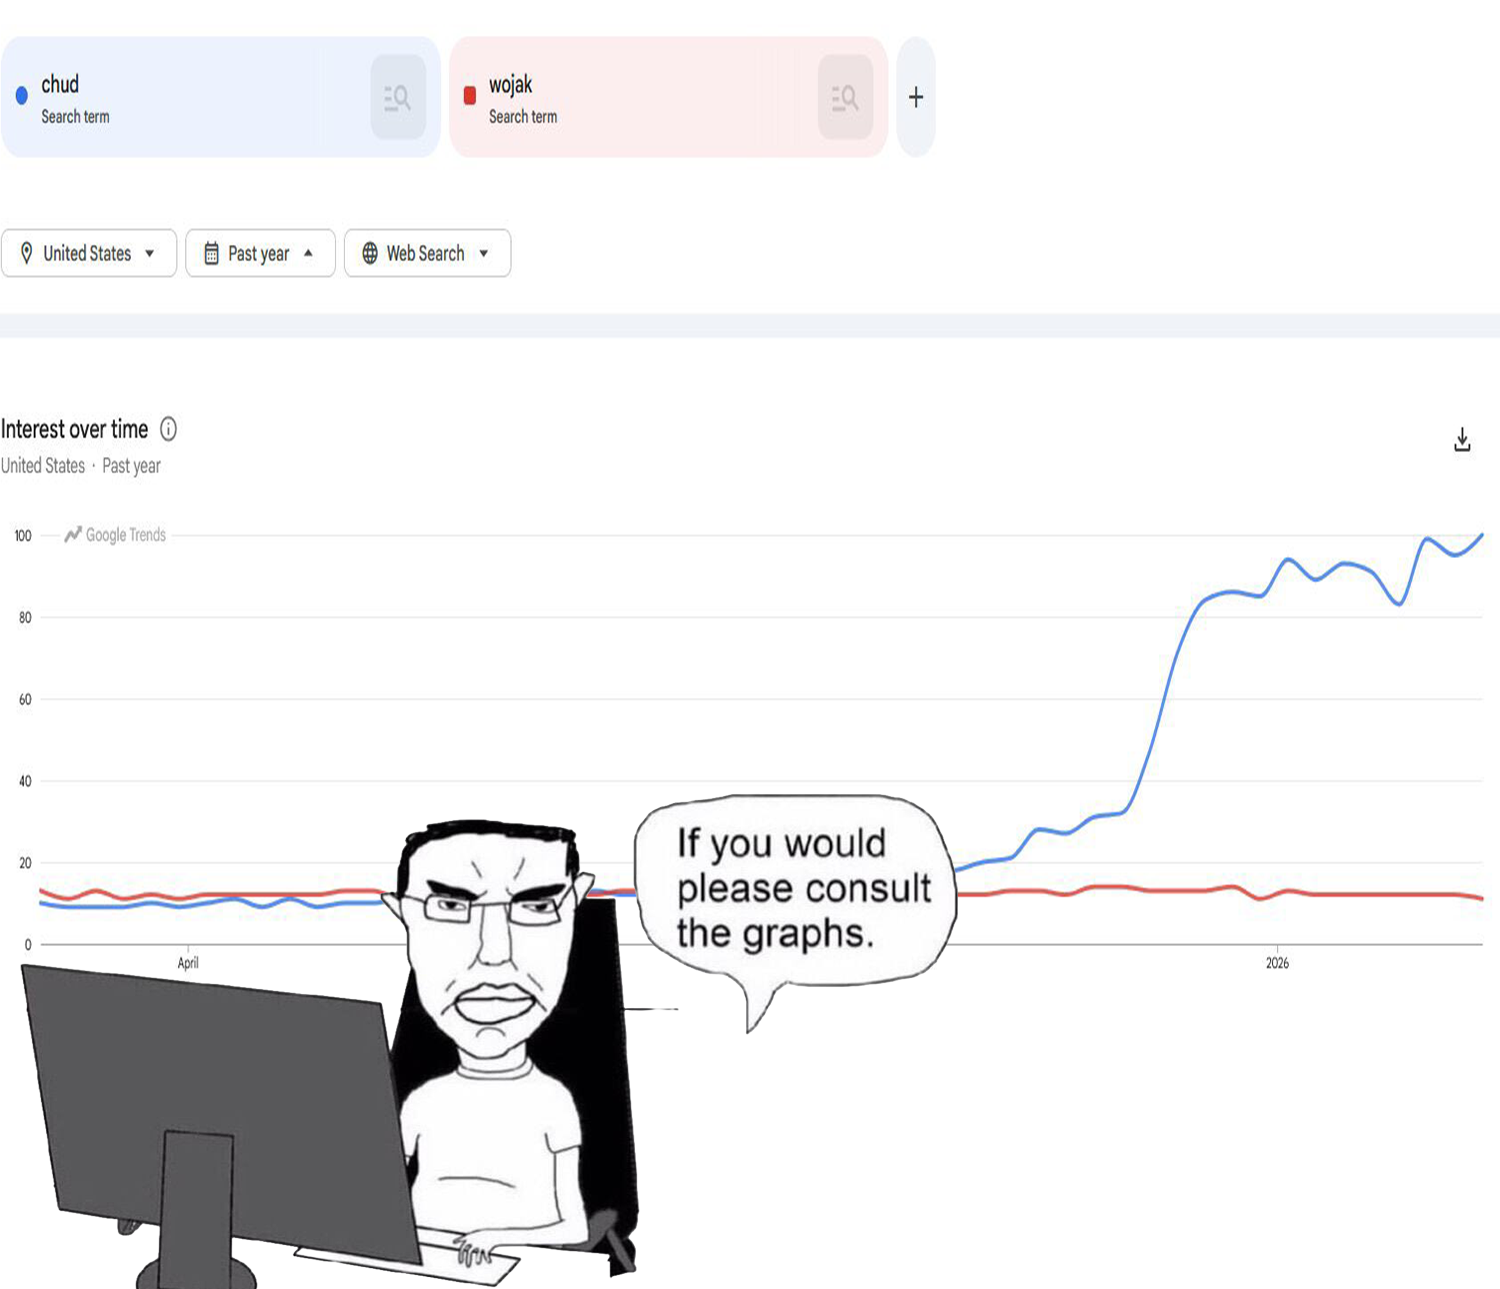 chud
Search term
wojak
Search term
+
United States
Past year
Web Search
Interest over time
United States · Past year
100
Google Trends
80
60
40
20
0
April
2026
If you would
please consult
the graphs.